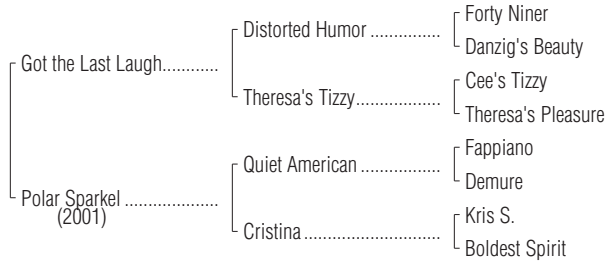 Forty Niner
Distorted Humor ...............
Danzig's Beauty
Got the Last Laugh............
Cee's Tizzy
Theresa's Tizzy..................
Theresa's Pleasure
Fappiano
Quiet American .................
Demure
Polar Sparkel ....................
(2001)
Kris S.
Cristina .............................
Boldest Spirit